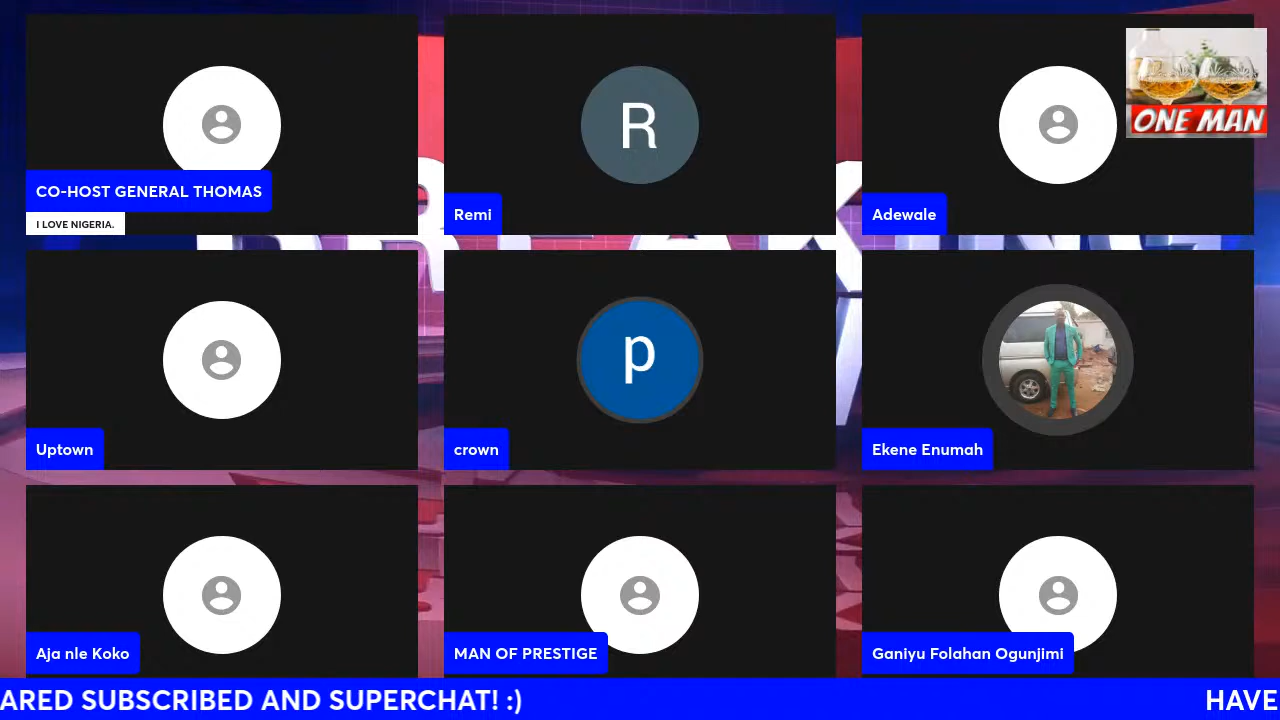 ONE MAN
R
CO-HOST GENERAL THOMAS
I LOVE NIGERIA.
Remi
Adewale
p
Uptown
crown
Ekene Enumah
Aja nle Koko
MAN OF PRESTIGE
Ganiyu Folahan Ogunjimi
ARED SUBSCRIBED AND SUPERCHAT! :) HAVE